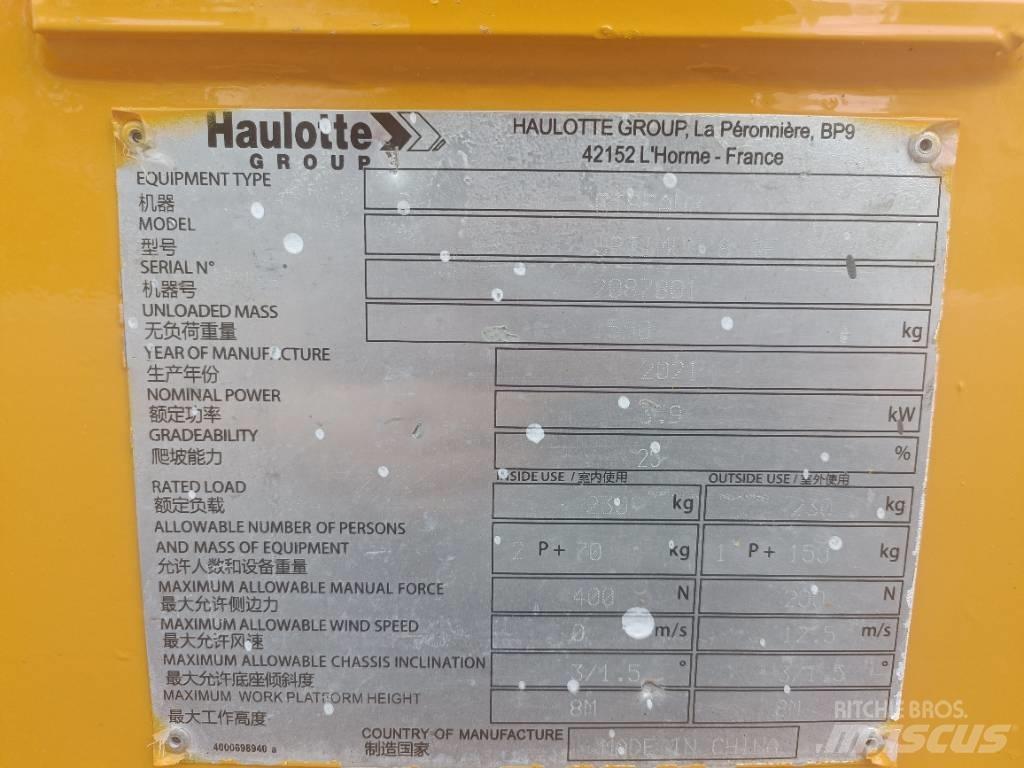 Haulotte
GROUP
HAULOTTE GROUP, La Péronnière, BP9
42152 L'Horme - France
EQUIPMENT TYPE
机器
MODEL
型号
SERIAL N°
机器号
2097801
UNLOADED MASS
无负荷重量
kg
YEAR OF MANUFACTURE
生产年份
2021
NOMINAL POWER
额定功率
kW
GRADEABILITY
爬坡能力
%
INSIDE USE / 室内使用
OUTSIDE USE / 室外使用
RATED LOAD
额定负载
230 kg
230 kg
ALLOWABLE NUMBER OF PERSONS
AND MASS OF EQUIPMENT
允许人数和设备重量
2 P + 70 kg
1 P + 150 kg
MAXIMUM ALLOWABLE MANUAL FORCE
最大允许侧边力
400 N
200 N
MAXIMUM ALLOWABLE WIND SPEED
最大允许风速
0 m/s
12.5 m/s
MAXIMUM ALLOWABLE CHASSIS INCLINATION
最大允许底座倾斜度
3/1.5 °
3/1.5 °
MAXIMUM WORK PLATFORM HEIGHT
最大工作高度
8M
4000698940 a
COUNTRY OF MANUFACTURE
制造国家
MADE IN CHINA
RITCHIE BROS.
MASCUS